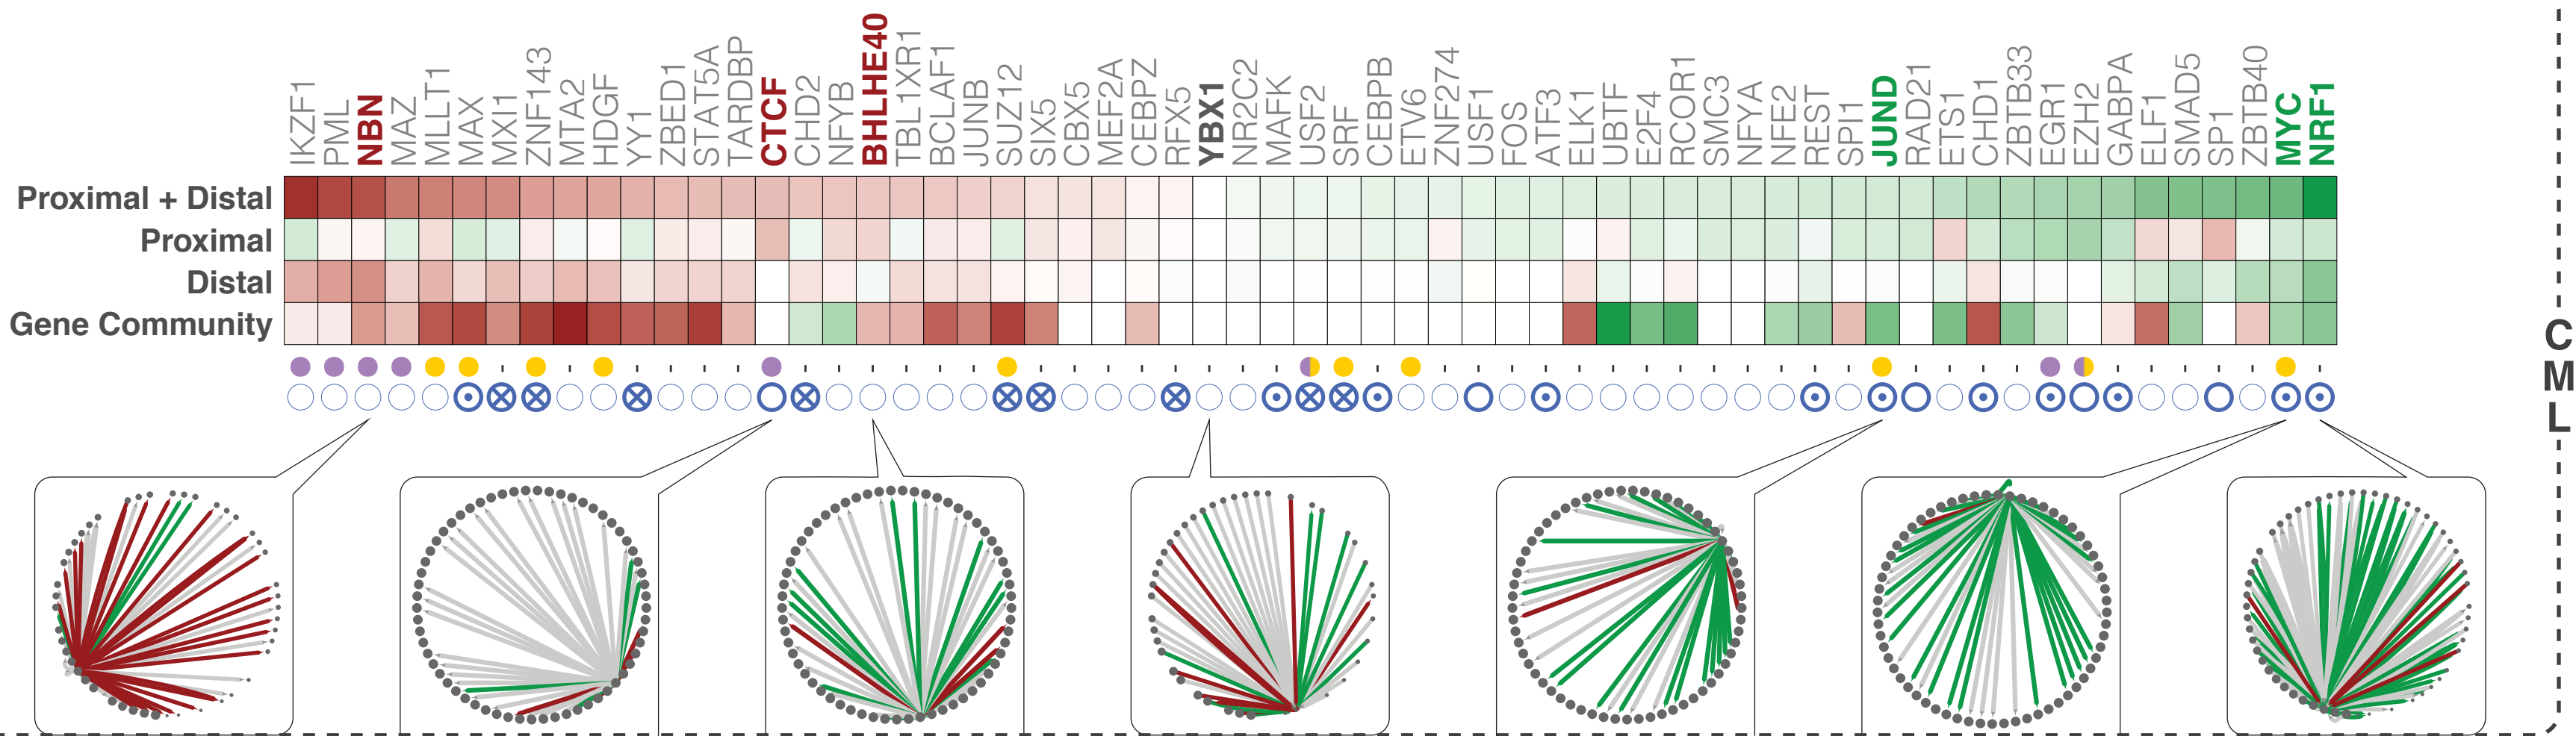 IKZF1
PML
NBN
MAZ
MLLT1
MAX
MXI1
ZNF143
MTA2
HDGF
YY1
ZBED1
STAT5A
TARDBP
CTCF
CHD2
NFYB
BHLHE40
TBL1XR1
BCLAF1
JUNB
SUZ12
SIX5
CBX5
MEF2A
CEBPZ
RFX5
YBX1
NR2C2
MAFK
USF2
SRF
CEBPB
ETV6
ZNF274
USF1
FOS
ATF3
ELK1
UBTF
E2F4
RCOR1
SMC3
NFYA
NFE2
REST
SPI1
JUND
RAD21
ETS1
CHD1
ZBTB33
EGR1
EZH2
GABPA
ELF1
SMAD5
SP1
ZBTB40
MYC
NRF1
Proximal + Distal
Proximal
Distal
Gene Community
CML